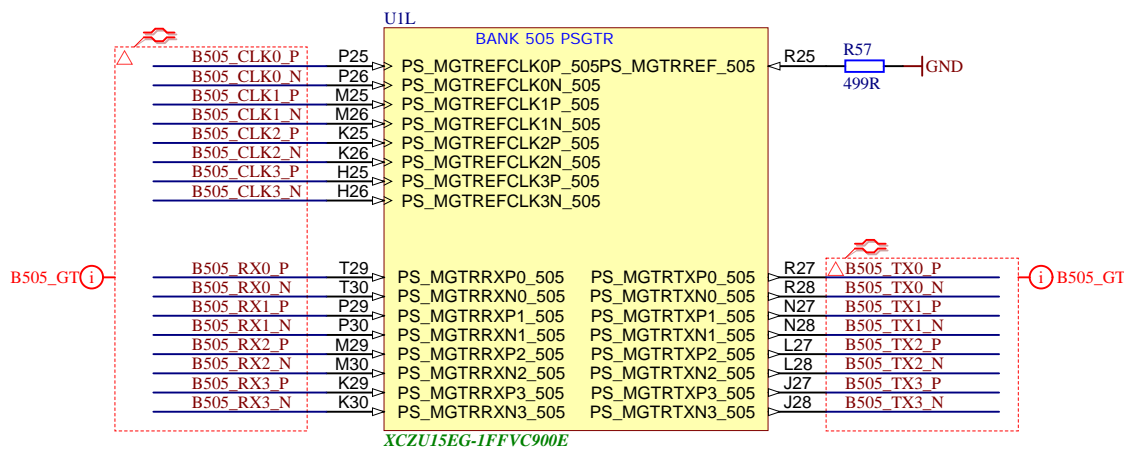 U1L
BANK 505 PSGTR
B505_CLK0_P P25 PS_MGTREFCLK0P_505 PS_MGTRREF_505 R25 R57 499R GND
B505_CLK0_N P26 PS_MGTREFCLK0N_505
B505_CLK1_P M25 PS_MGTREFCLK1P_505
B505_CLK1_N M26 PS_MGTREFCLK1N_505
B505_CLK2_P K25 PS_MGTREFCLK2P_505
B505_CLK2_N K26 PS_MGTREFCLK2N_505
B505_CLK3_P H25 PS_MGTREFCLK3P_505
B505_CLK3_N H26 PS_MGTREFCLK3N_505
B505_GT i
B505_RX0_P T29 PS_MGTRRXP0_505 PS_MGTRTXP0_505 R27 B505_TX0_P
B505_RX0_N T30 PS_MGTRRXN0_505 PS_MGTRTXN0_505 R28 B505_TX0_N
B505_RX1_P P29 PS_MGTRRXP1_505 PS_MGTRTXP1_505 N27 B505_TX1_P
B505_RX1_N P30 PS_MGTRRXN1_505 PS_MGTRTXN1_505 N28 B505_TX1_N
B505_RX2_P M29 PS_MGTRRXP2_505 PS_MGTRTXP2_505 L27 B505_TX2_P
B505_RX2_N M30 PS_MGTRRXN2_505 PS_MGTRTXN2_505 L28 B505_TX2_N
B505_RX3_P K29 PS_MGTRRXP3_505 PS_MGTRTXP3_505 J27 B505_TX3_P
B505_RX3_N K30 PS_MGTRRXN3_505 PS_MGTRTXN3_505 J28 B505_TX3_N
i B505_GT
XCZU15EG-1FFVC900E